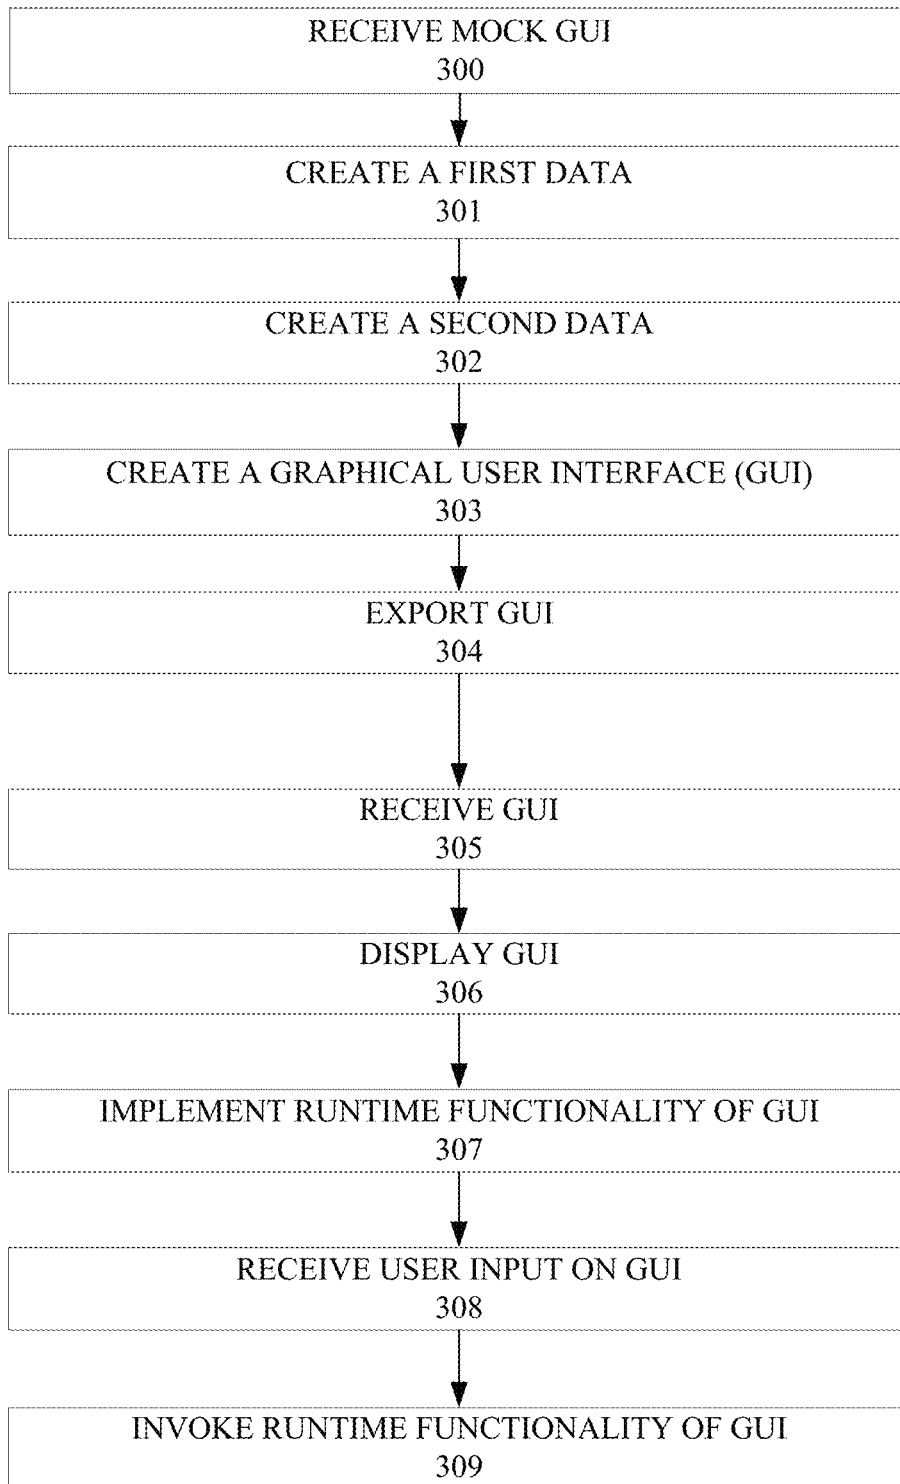 RECEIVE MOCK GUI
300
CREATE A FIRST DATA
301
CREATE A SECOND DATA
302
CREATE A GRAPHICAL USER INTERFACE (GUI)
303
EXPORT GUI
304
RECEIVE GUI
305
DISPLAY GUI
306
IMPLEMENT RUNTIME FUNCTIONALITY OF GUI
307
RECEIVE USER INPUT ON GUI
308
INVOKE RUNTIME FUNCTIONALITY OF GUI
309